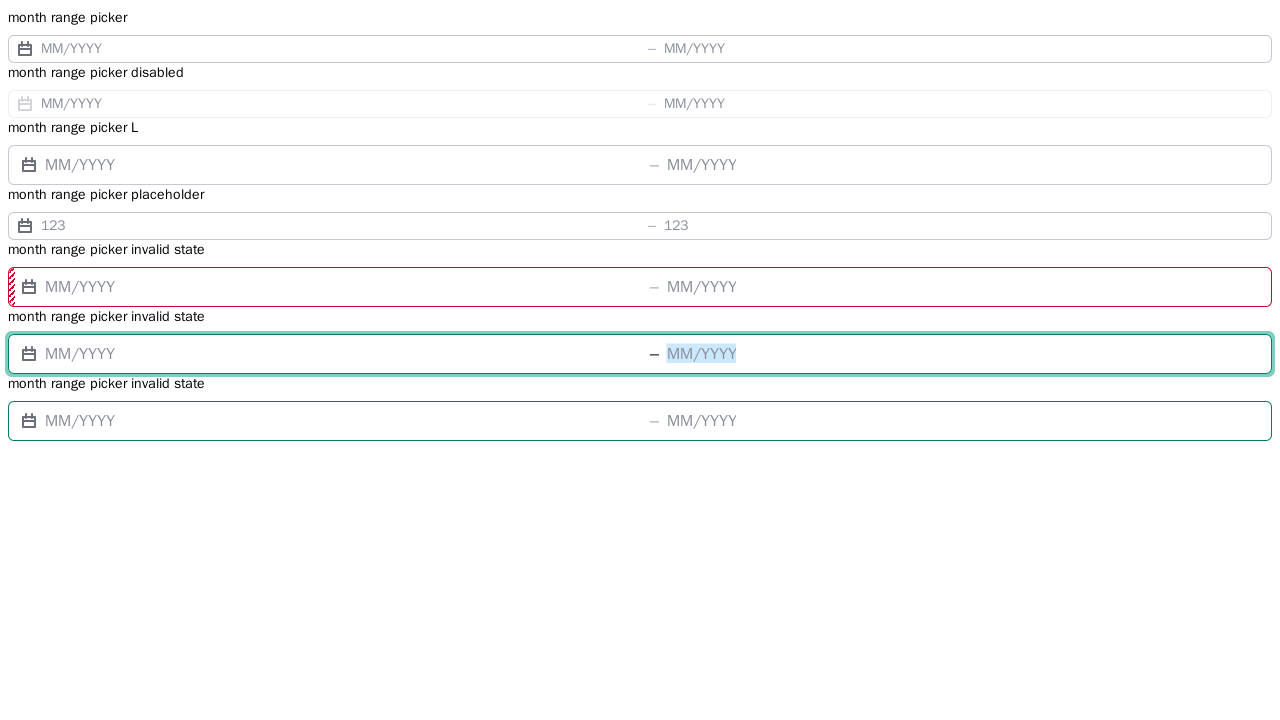 month range picker
MM/YYYY – MM/YYYY
month range picker disabled
MM/YYYY – MM/YYYY
month range picker L
MM/YYYY – MM/YYYY
month range picker placeholder
123 – 123
month range picker invalid state
MM/YYYY – MM/YYYY
month range picker invalid state
MM/YYYY – MM/YYYY
month range picker invalid state
MM/YYYY – MM/YYYY